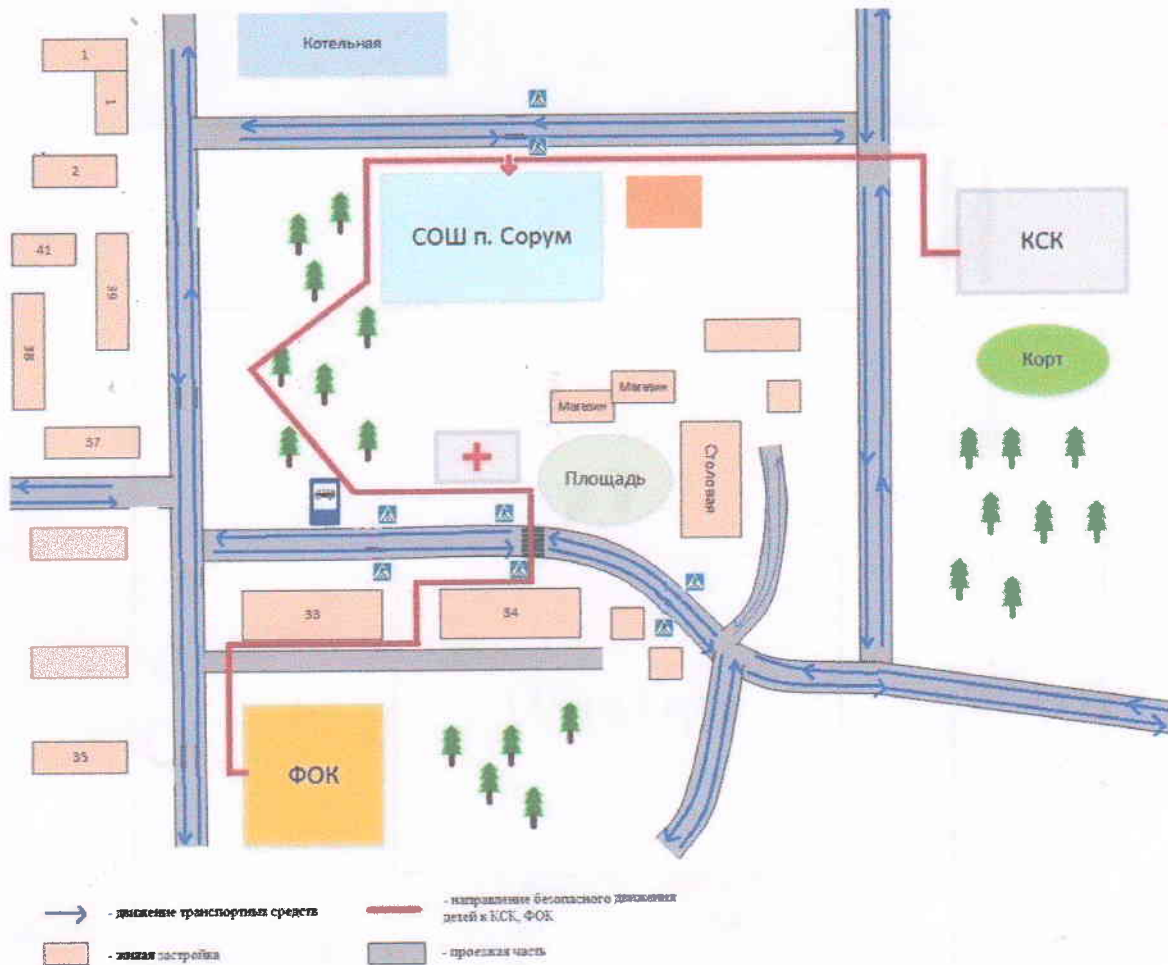 Котельная
1
1
2
41
39
38
37
СОШ п. Сорум
КСК
Корт
Магазин
Магазин
Площадь
Столовая
33
34
35
ФОК
- движение транспортных средств
- направление безопасного движения
детей к КСК, ФОК
- жилая застройка
- проезжая часть